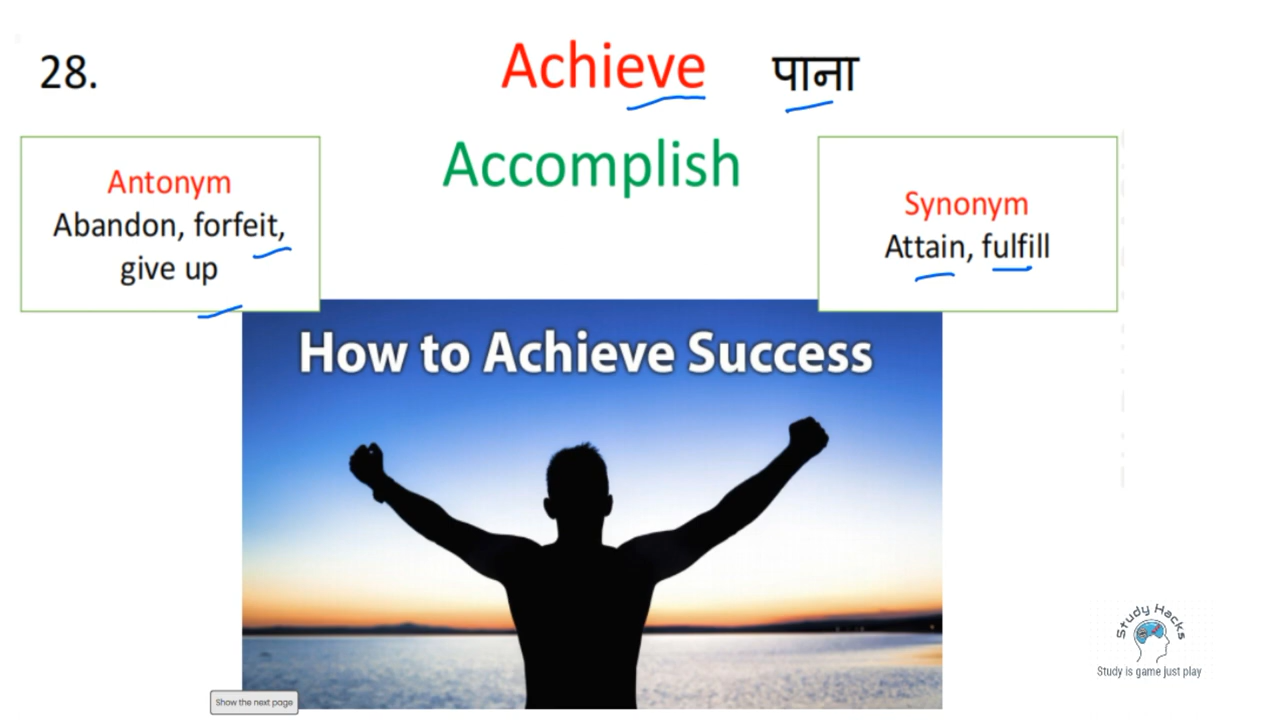 28.
Achieve पाना
Accomplish
Antonym
Abandon, forfeit,
give up
Synonym
Attain, fulfill
How to Achieve Success
Show the next page
Study Hacks
Study is game just play